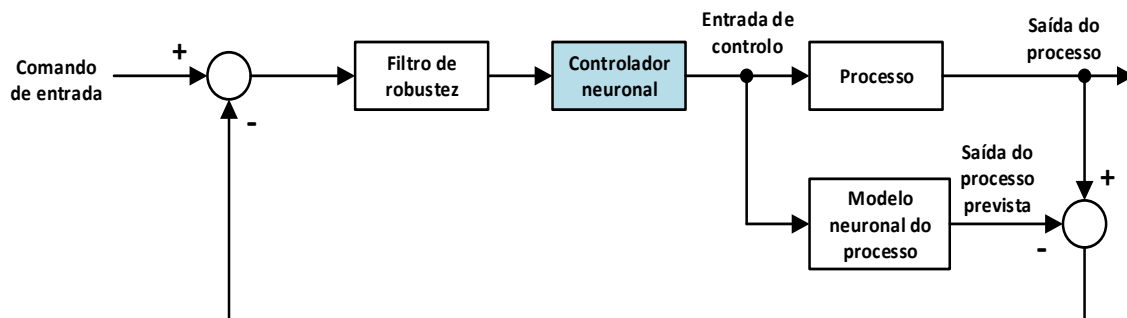 Comando
de entrada
+
-
Filtro de
robustez
Controlador
neuronal
Entrada de
controlo
Processo
Saída do
processo
Modelo
neuronal do
processo
Saída do
processo
prevista
+
-